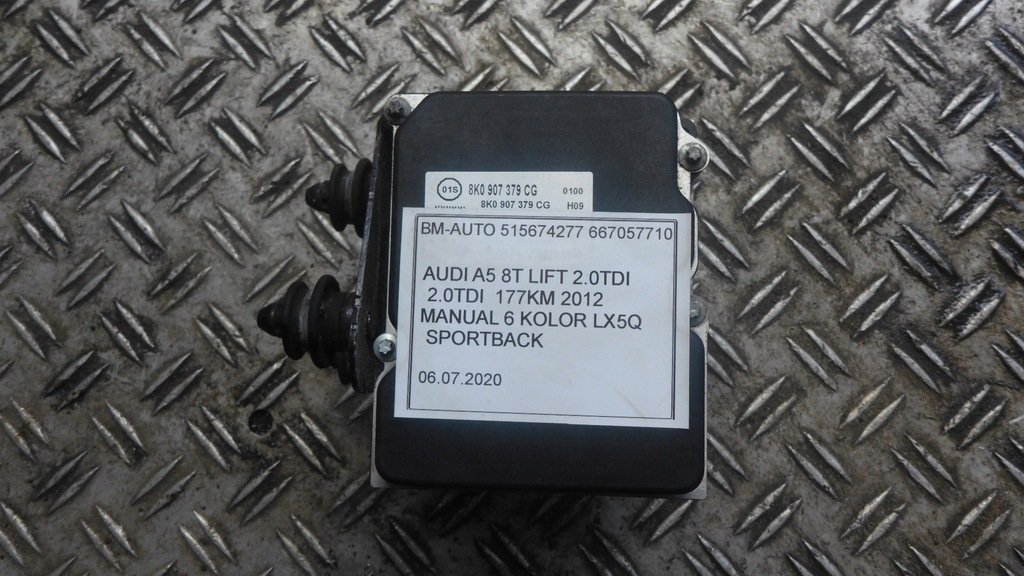 01S 8K0 907 379 CG 0100
8K0 907 379 CG H09
BM-AUTO 515674277 667057710
AUDI A5 8T LIFT 2.0TDI
2.0TDI 177KM 2012
MANUAL 6 KOLOR LX5Q
SPORTBACK
06.07.2020